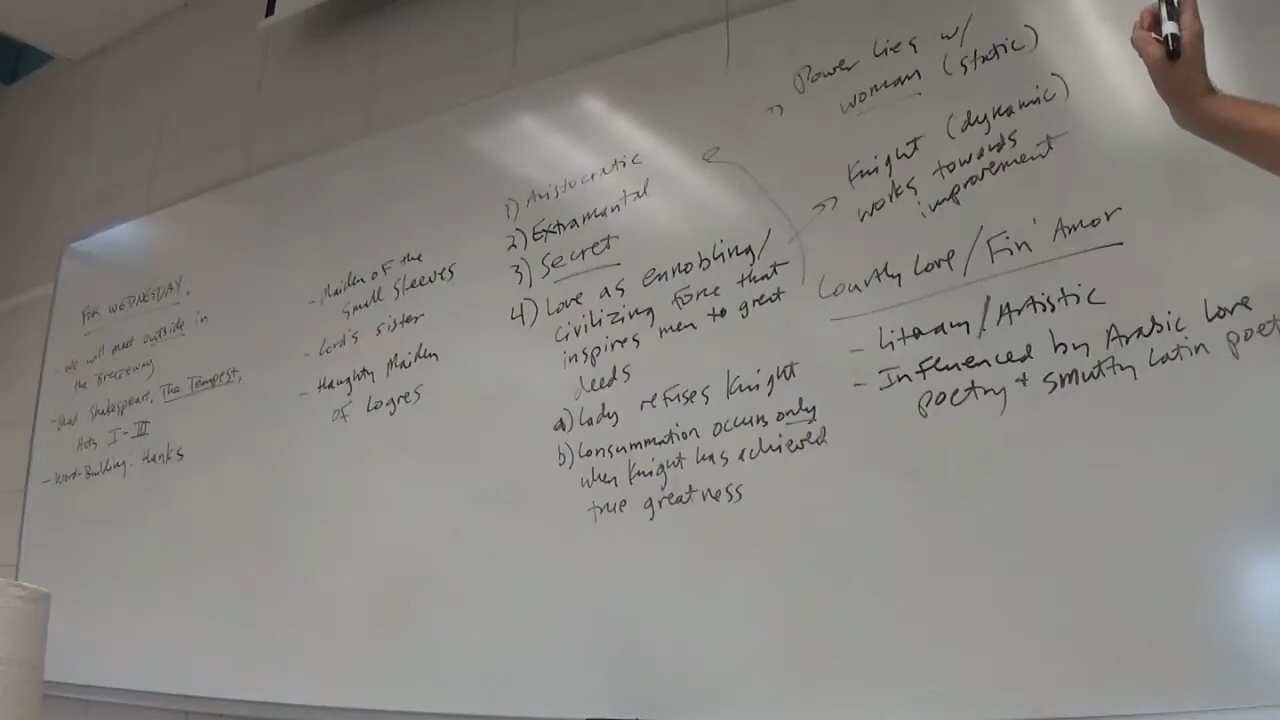 FOR WEDNESDAY.
- we will meet outside in
the Breezeway
- Read Shakespeare, The Tempest,
Acts I-III
- Word-Building. Thanks
- Maiden of the
Small Sleeves
- Lord's sister
- Haughty Maiden
of Logres
1) Aristocratic
2) Extramarital
3) Secret
4) Love as ennobling/
civilizing force that
inspires men to great
deeds
a) Lady refuses Knight
b) Consummation occurs only
when Knight has achieved
true greatness
Power lies w/
woman (static)
Knight (dynamic)
works towards
improvement
Courtly Love/Fin' Amor
- Literary/Artistic
- Influenced by Arabic Love
poetry + smutty Latin poet